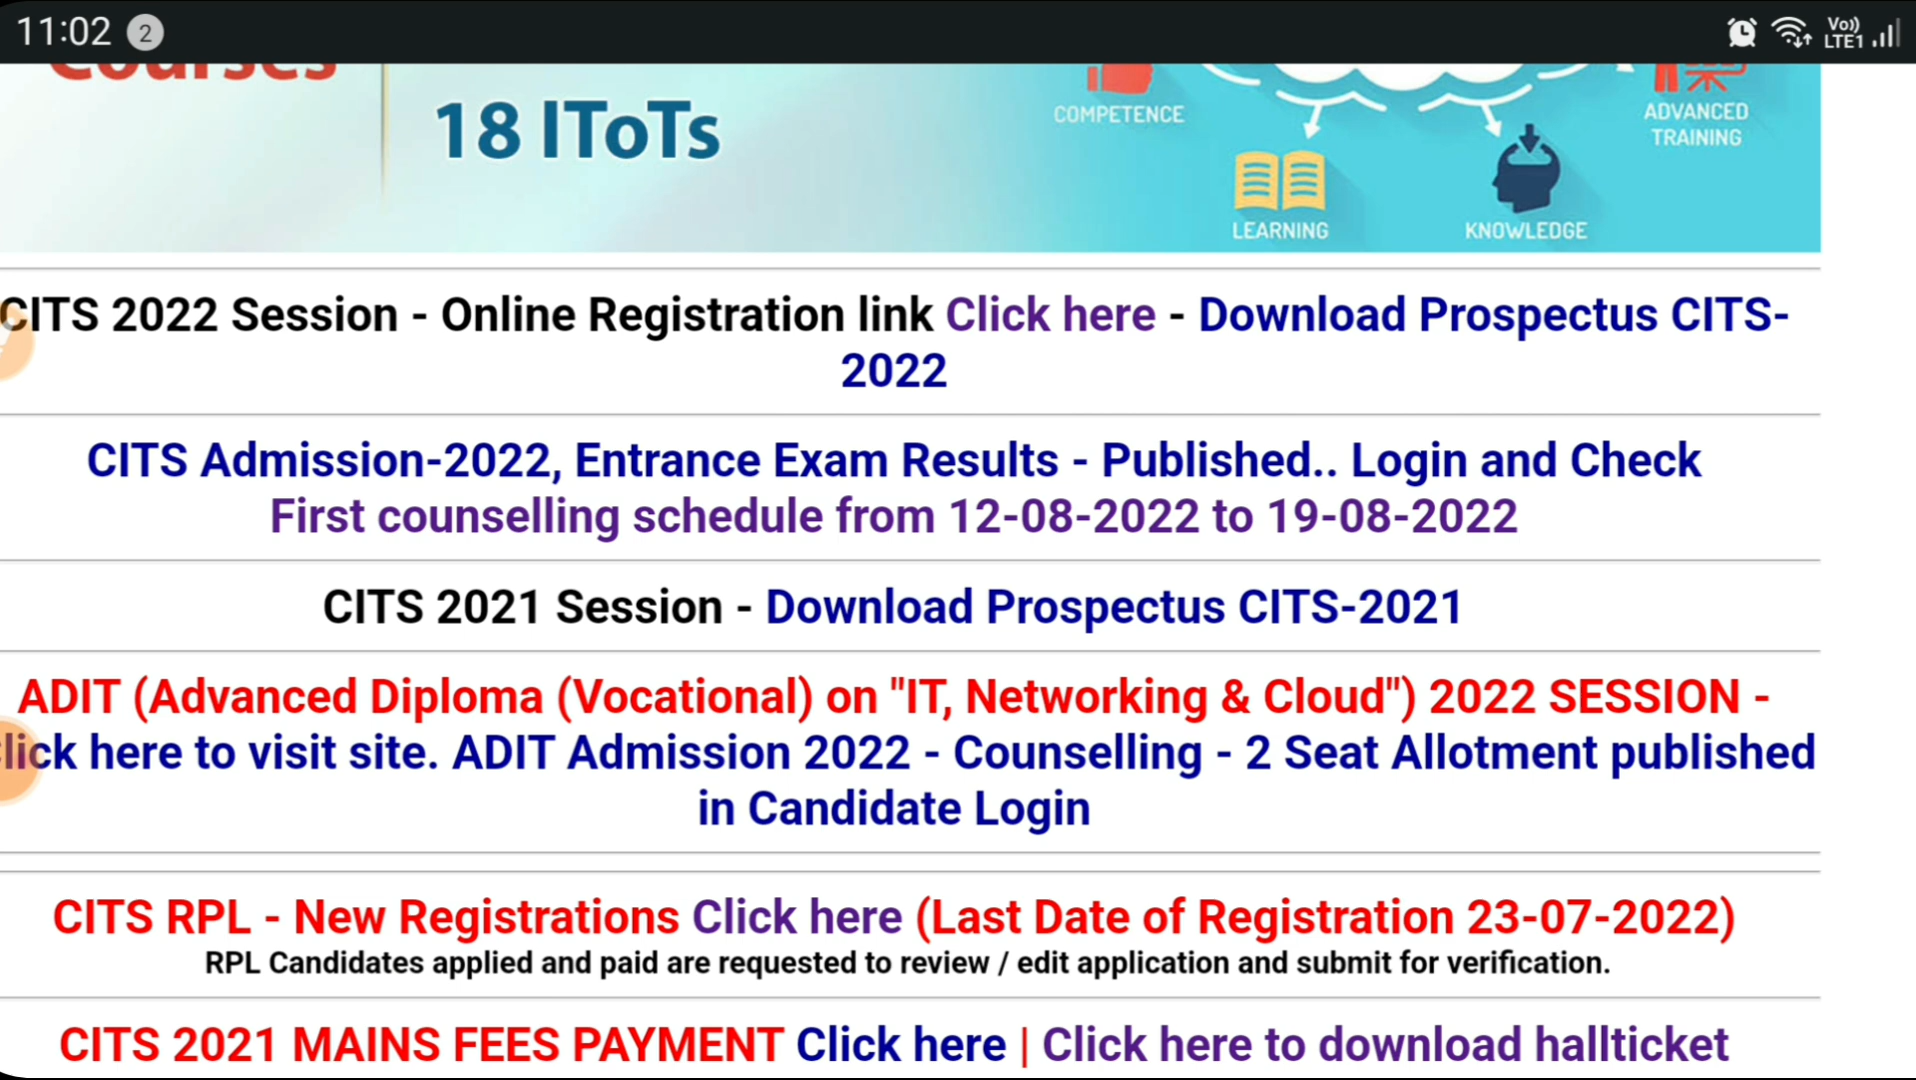 11:02 2
Vo)) LTE1
Courses
18 IToTs
COMPETENCE
ADVANCED
TRAINING
LEARNING
KNOWLEDGE
CITS 2022 Session - Online Registration link Click here - Download Prospectus CITS-
2022
CITS Admission-2022, Entrance Exam Results - Published.. Login and Check
First counselling schedule from 12-08-2022 to 19-08-2022
CITS 2021 Session - Download Prospectus CITS-2021
ADIT (Advanced Diploma (Vocational) on "IT, Networking & Cloud") 2022 SESSION -
lick here to visit site. ADIT Admission 2022 - Counselling - 2 Seat Allotment published
in Candidate Login
CITS RPL - New Registrations Click here (Last Date of Registration 23-07-2022)
RPL Candidates applied and paid are requested to review / edit application and submit for verification.
CITS 2021 MAINS FEES PAYMENT Click here | Click here to download hallticket